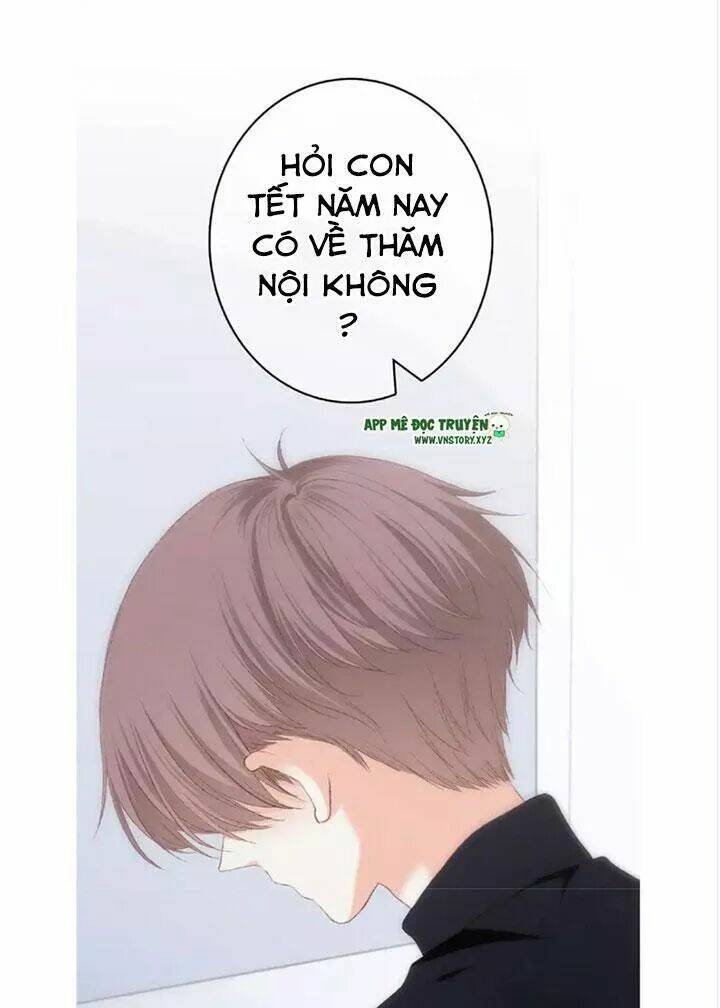 HỎI CON
TẾT NĂM NAY
CÓ VỀ THĂM
NỘI KHÔNG
?
APP MÊ ĐỌC TRUYỆN
WWW.VNSTORY.XYZ